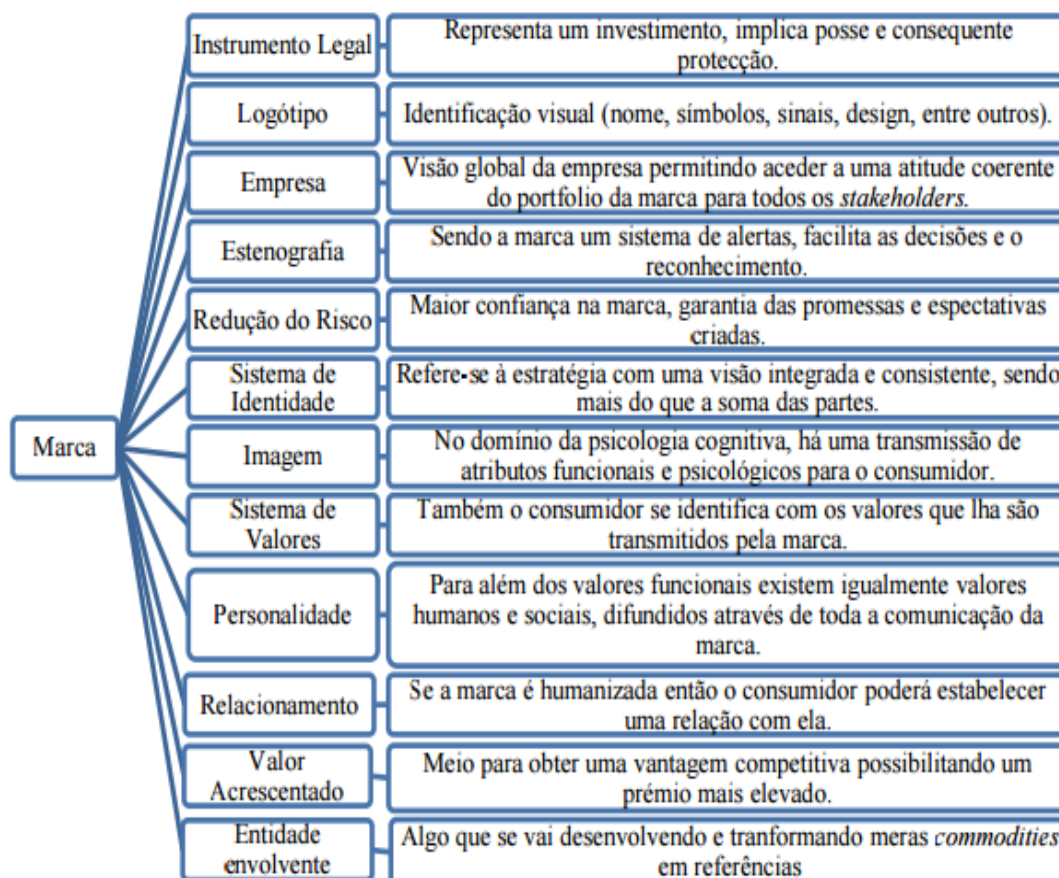 Marca
Instrumento Legal
Representa um investimento, implica posse e consequente
protecção.
Logótipo
Identificação visual (nome, símbolos, sinais, design, entre outros).
Empresa
Visão global da empresa permitindo aceder a uma atitude coerente
do portfolio da marca para todos os stakeholders.
Estenografia
Sendo a marca um sistema de alertas, facilita as decisões e o
reconhecimento.
Redução do Risco
Maior confiança na marca, garantia das promessas e espectativas
criadas.
Sistema de
Identidade
Refere-se à estratégia com uma visão integrada e consistente, sendo
mais do que a soma das partes.
Imagem
No domínio da psicologia cognitiva, há uma transmissão de
atributos funcionais e psicológicos para o consumidor.
Sistema de
Valores
Também o consumidor se identifica com os valores que lha são
transmitidos pela marca.
Personalidade
Para além dos valores funcionais existem igualmente valores
humanos e sociais, difundidos através de toda a comunicação da
marca.
Relacionamento
Se a marca é humanizada então o consumidor poderá estabelecer
uma relação com ela.
Valor
Acrescentado
Meio para obter uma vantagem competitiva possibilitando um
prémio mais elevado.
Entidade
envolvente
Algo que se vai desenvolvendo e tranformando meras commodities
em referências